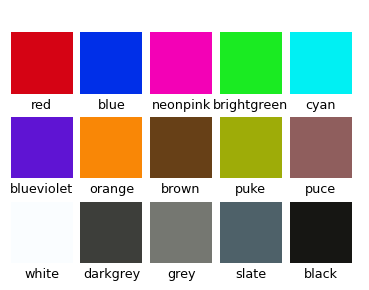 red blue neonpink brightgreen cyan
blueviolet orange brown puke puce
white darkgrey grey slate black